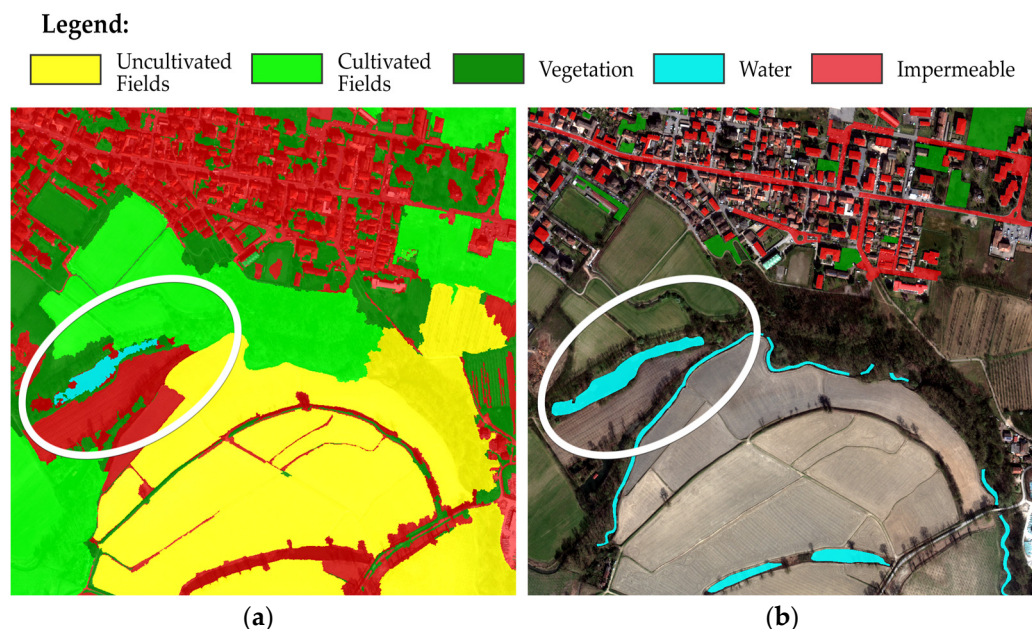 Legend:
Uncultivated
Fields
Cultivated
Fields
Vegetation
Water
Impermeable
(a)
(b)